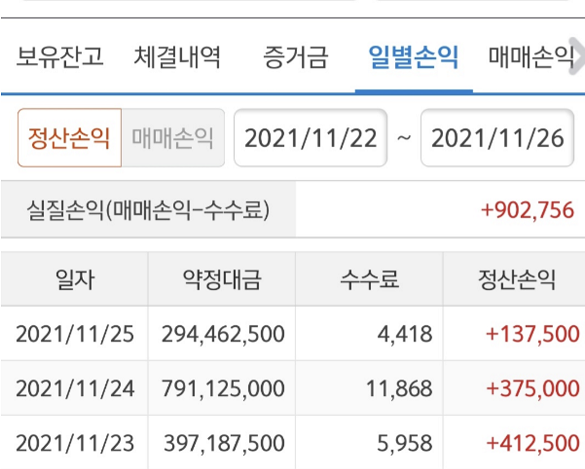 보유잔고 체결내역 증거금 일별손익 매매손익
정산손익 매매손익 2021/11/22 ~ 2021/11/26
실질손익(매매손익-수수료) +902,756
일자 약정대금 수수료 정산손익
2021/11/25 294,462,500 4,418 +137,500
2021/11/24 791,125,000 11,868 +375,000
2021/11/23 397,187,500 5,958 +412,500